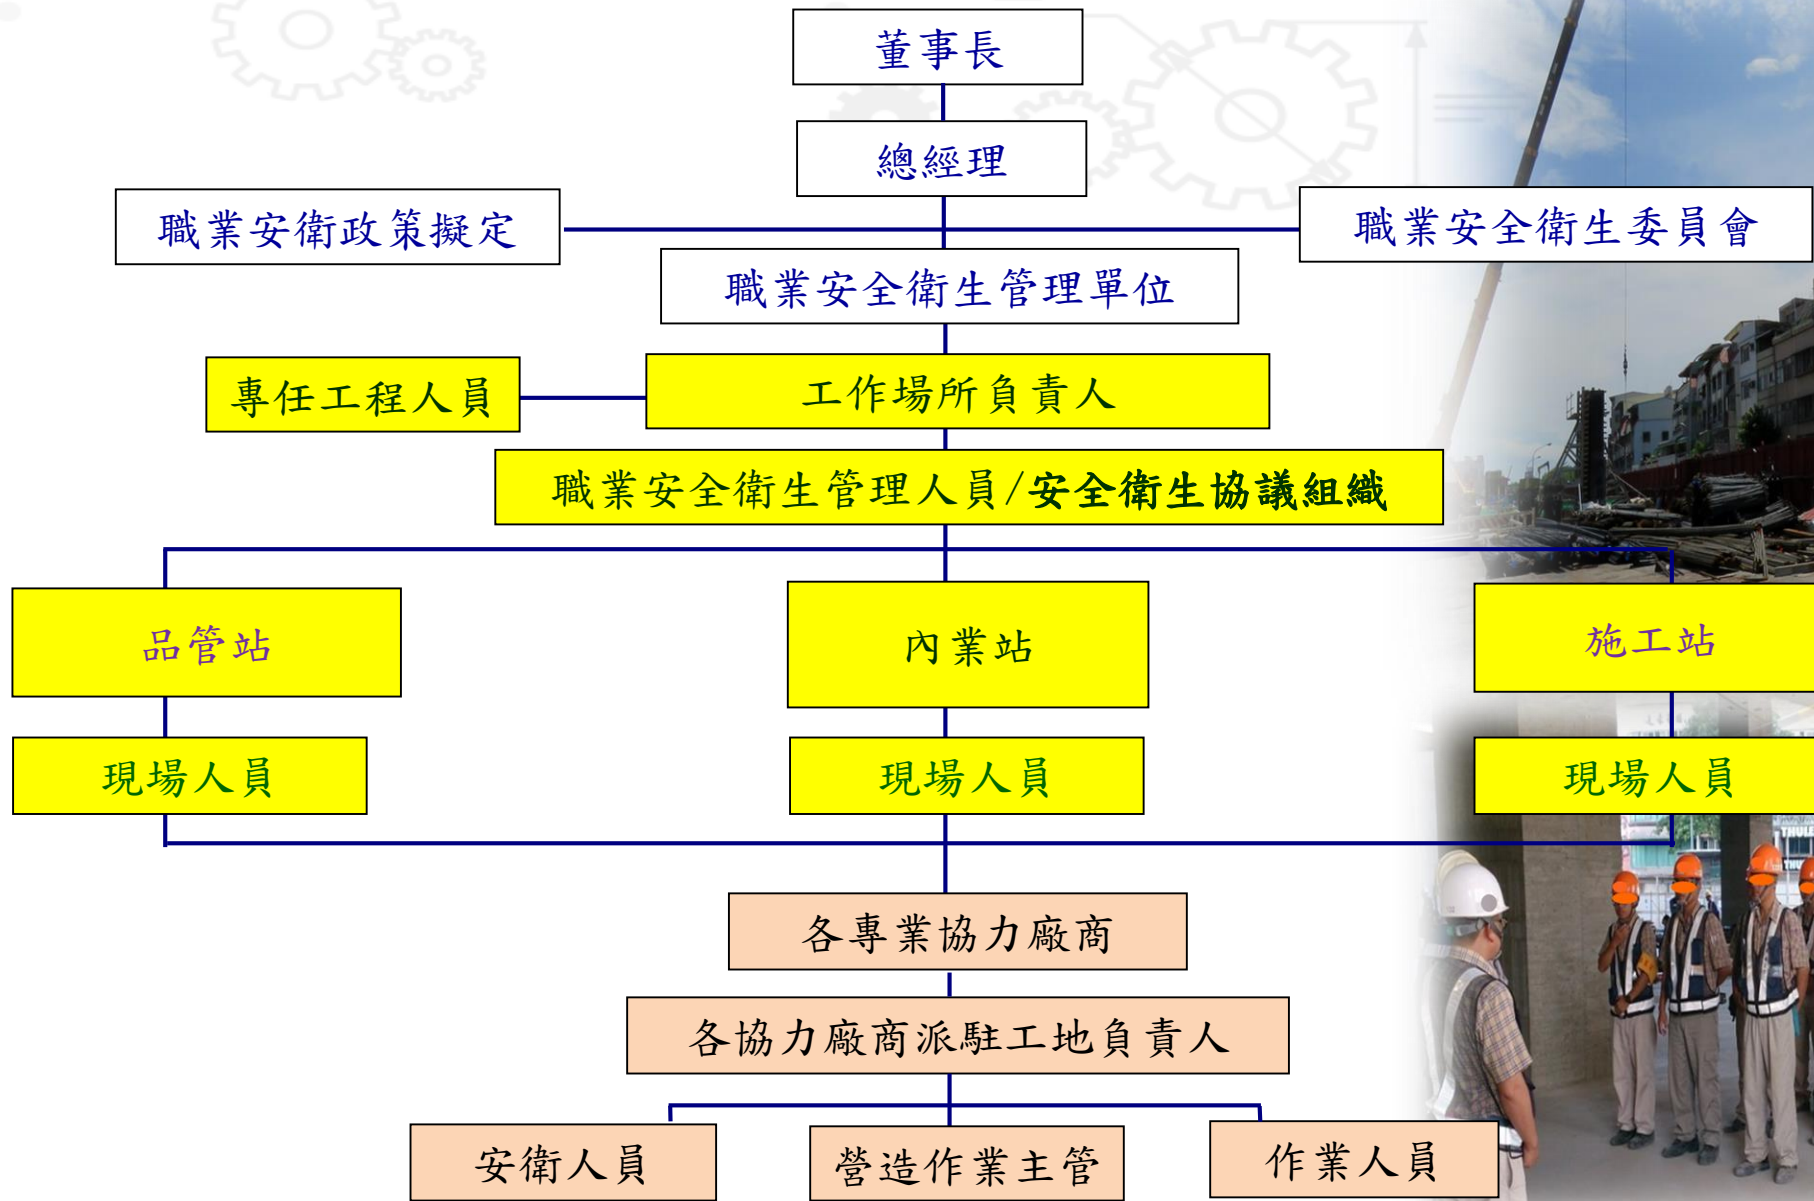 董事長
總經理
職業安衛政策擬定
職業安全衛生委員會
職業安全衛生管理單位
專任工程人員
工作場所負責人
職業安全衛生管理人員/安全衛生協議組織
品管站
內業站
施工站
現場人員
現場人員
現場人員
各專業協力廠商
各協力廠商派駐工地負責人
安衛人員
營造作業主管
作業人員